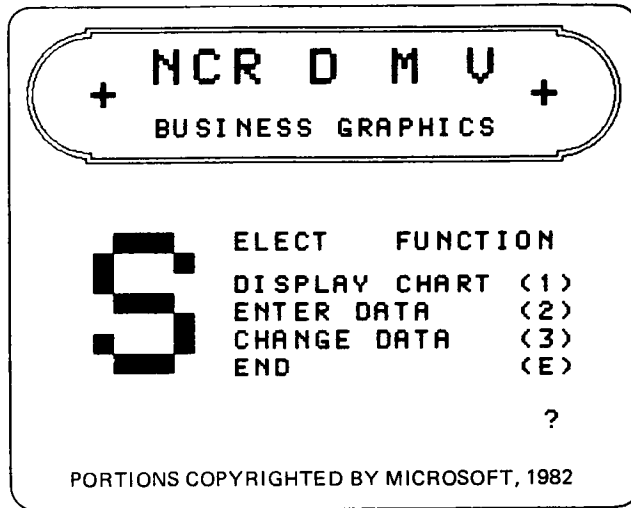 NCR D M V
+ +
BUSINESS GRAPHICS
SELECT FUNCTION
DISPLAY CHART (1)
ENTER DATA (2)
CHANGE DATA (3)
END (E)
?
PORTIONS COPYRIGHTED BY MICROSOFT, 1982